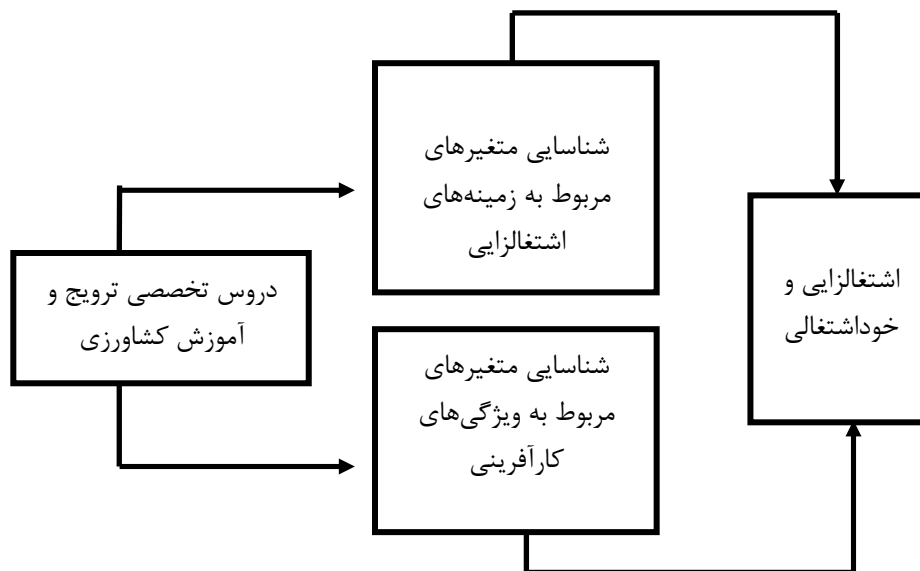 شناسایی متغیرهای
مربوط به زمینه‌های
اشتغالزایی
دروس تخصصی ترویج و
آموزش کشاورزی
شناسایی متغیرهای
مربوط به ویژگی‌های
کارآفرینی
اشتغالزایی و
خوداشتغالی